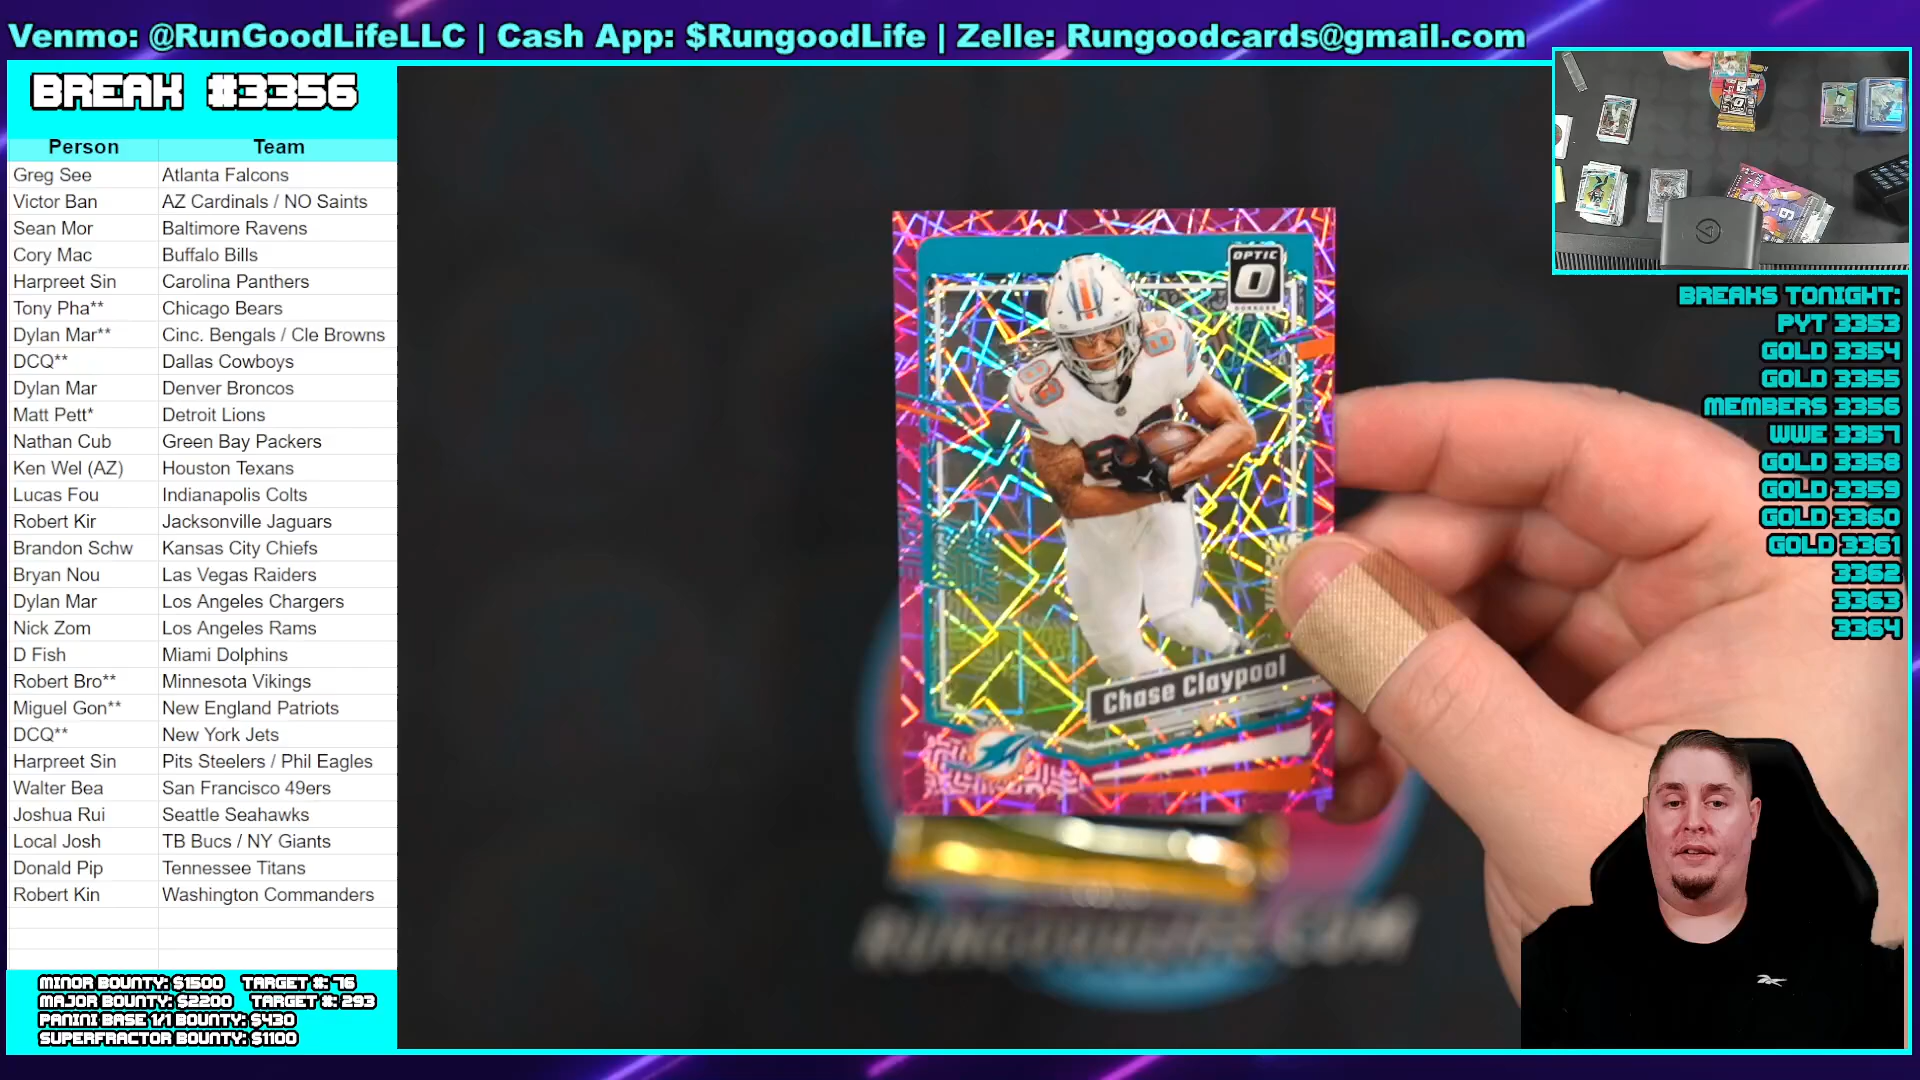 Venmo: @RunGoodLifeLLC | Cash App: $RungoodLife | Zelle: Rungoodcards@gmail.com
BREAK #3356
Person Team
Greg See Atlanta Falcons
Victor Ban AZ Cardinals / NO Saints
Sean Mor Baltimore Ravens
Cory Mac Buffalo Bills
Harpreet Sin Carolina Panthers
Tony Pha** Chicago Bears
Dylan Mar** Cinc. Bengals / Cle Browns
DCQ** Dallas Cowboys
Dylan Mar Denver Broncos
Matt Pett* Detroit Lions
Nathan Cub Green Bay Packers
Ken Wel (AZ) Houston Texans
Lucas Fou Indianapolis Colts
Robert Kir Jacksonville Jaguars
Brandon Schw Kansas City Chiefs
Bryan Nou Las Vegas Raiders
Dylan Mar Los Angeles Chargers
Nick Zom Los Angeles Rams
D Fish Miami Dolphins
Robert Bro** Minnesota Vikings
Miguel Gon** New England Patriots
DCQ** New York Jets
Harpreet Sin Pits Steelers / Phil Eagles
Walter Bea San Francisco 49ers
Joshua Rui Seattle Seahawks
Local Josh TB Bucs / NY Giants
Donald Pip Tennessee Titans
Robert Kin Washington Commanders
MINOR BOUNTY: $1500 TARGET #: 76
MAJOR BOUNTY: $2200 TARGET #: 293
PANINI BASE 1/1 BOUNTY: $430
SUPERFRACTOR BOUNTY: $1100
OPTIC
O
DONRUSS
83
Chase Claypool
RUNGOODLIFE.COM
BREAKS TONIGHT:
PYT 3353
GOLD 3354
GOLD 3355
MEMBERS 3356
WWE 3357
GOLD 3358
GOLD 3359
GOLD 3360
GOLD 3361
3362
3363
3364